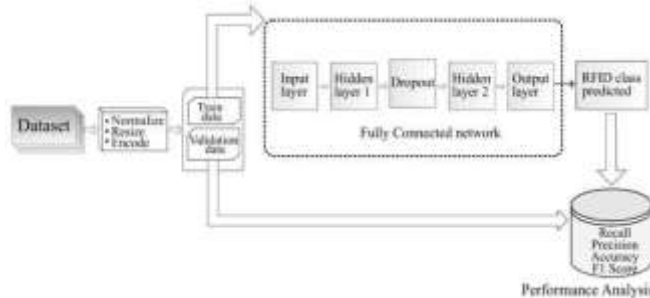 Dataset
• Normalize
• Resize
• Encode
Train
data
Validation
data
Input
layer
Hidden
layer 1
Dropout
Hidden
layer 2
Output
layer
Fully Connected network
RFID class
predicted
Recall
Precision
Accuracy
F1 Score
Performance Analysis